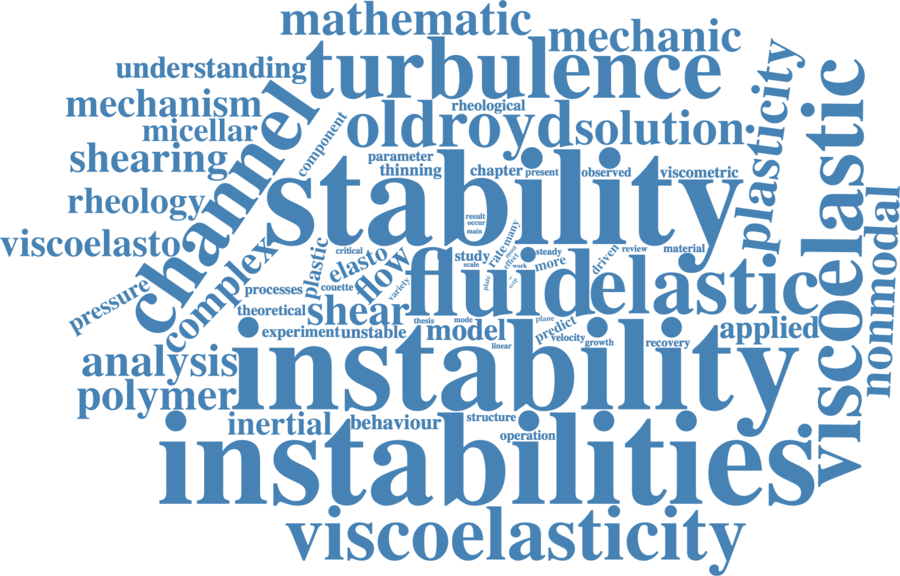 mathematic
mechanic
understanding
turbulence
mechanism
rheological
micellar
oldroyd
solution
component
shearing
parameter
thinning
chapter
present
observed
viscometric
plasticity
viscoelastic
channel
stability
rheology
result
occur
main
viscoelasto
complex
critical
plastic
elasto
flow
study
scale
rate
many
mood
effect
work
steady
more
driven
review
material
nonmodal
pressure
processes
couette
variety
fluid
elastic
theoretical
shear
thesis
mode
plane
experiment
unstable
model
linear
predict
velocity
growth
recovery
applied
analysis
instability
polymer
inertial
behaviour
structure
operation
instabilities
viscoelasticity